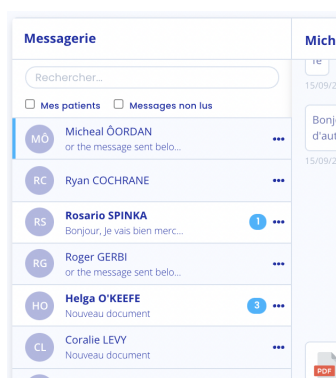 Messagerie
Mich
Rechercher...
re
15/09/2
Mes patients
Messages non lus
Bonj
d'aut
15/09/2
MÔ
Micheal ÔORDAN
or the message sent belo...
RC
Ryan COCHRANE
RS
Rosario SPINKA
Bonjour, Je vais bien merc...
1
RG
Roger GERBI
or the message sent belo...
HO
Helga O'KEEFE
Nouveau document
3
CL
Coralie LEVY
Nouveau document
PDF